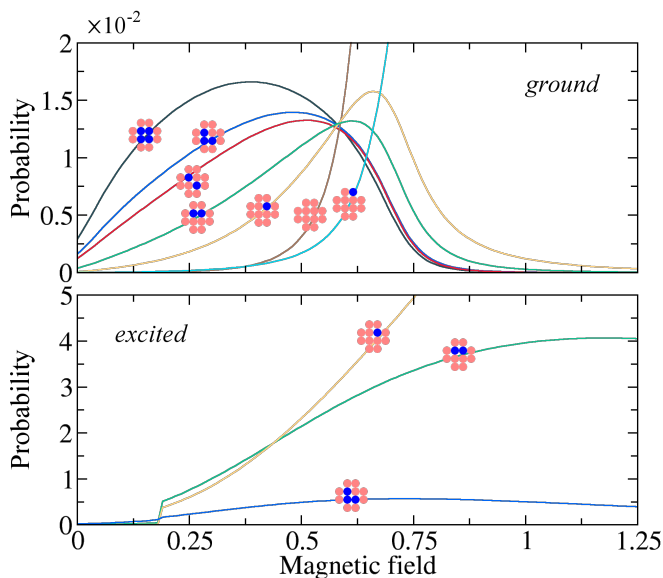 ×10⁻²
2
1.5
1
0.5
0
Probability
ground
5
4
3
2
1
0
Probability
excited
0 0.25 0.5 0.75 1 1.25
Magnetic field